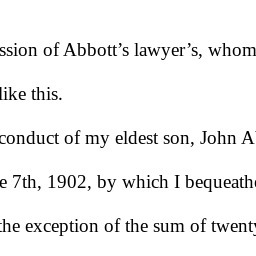 ssion of Abbott’s lawyer’s, whom
like this.
conduct of my eldest son, John A
e 7th, 1902, by which I bequeath
the exception of the sum of twenty